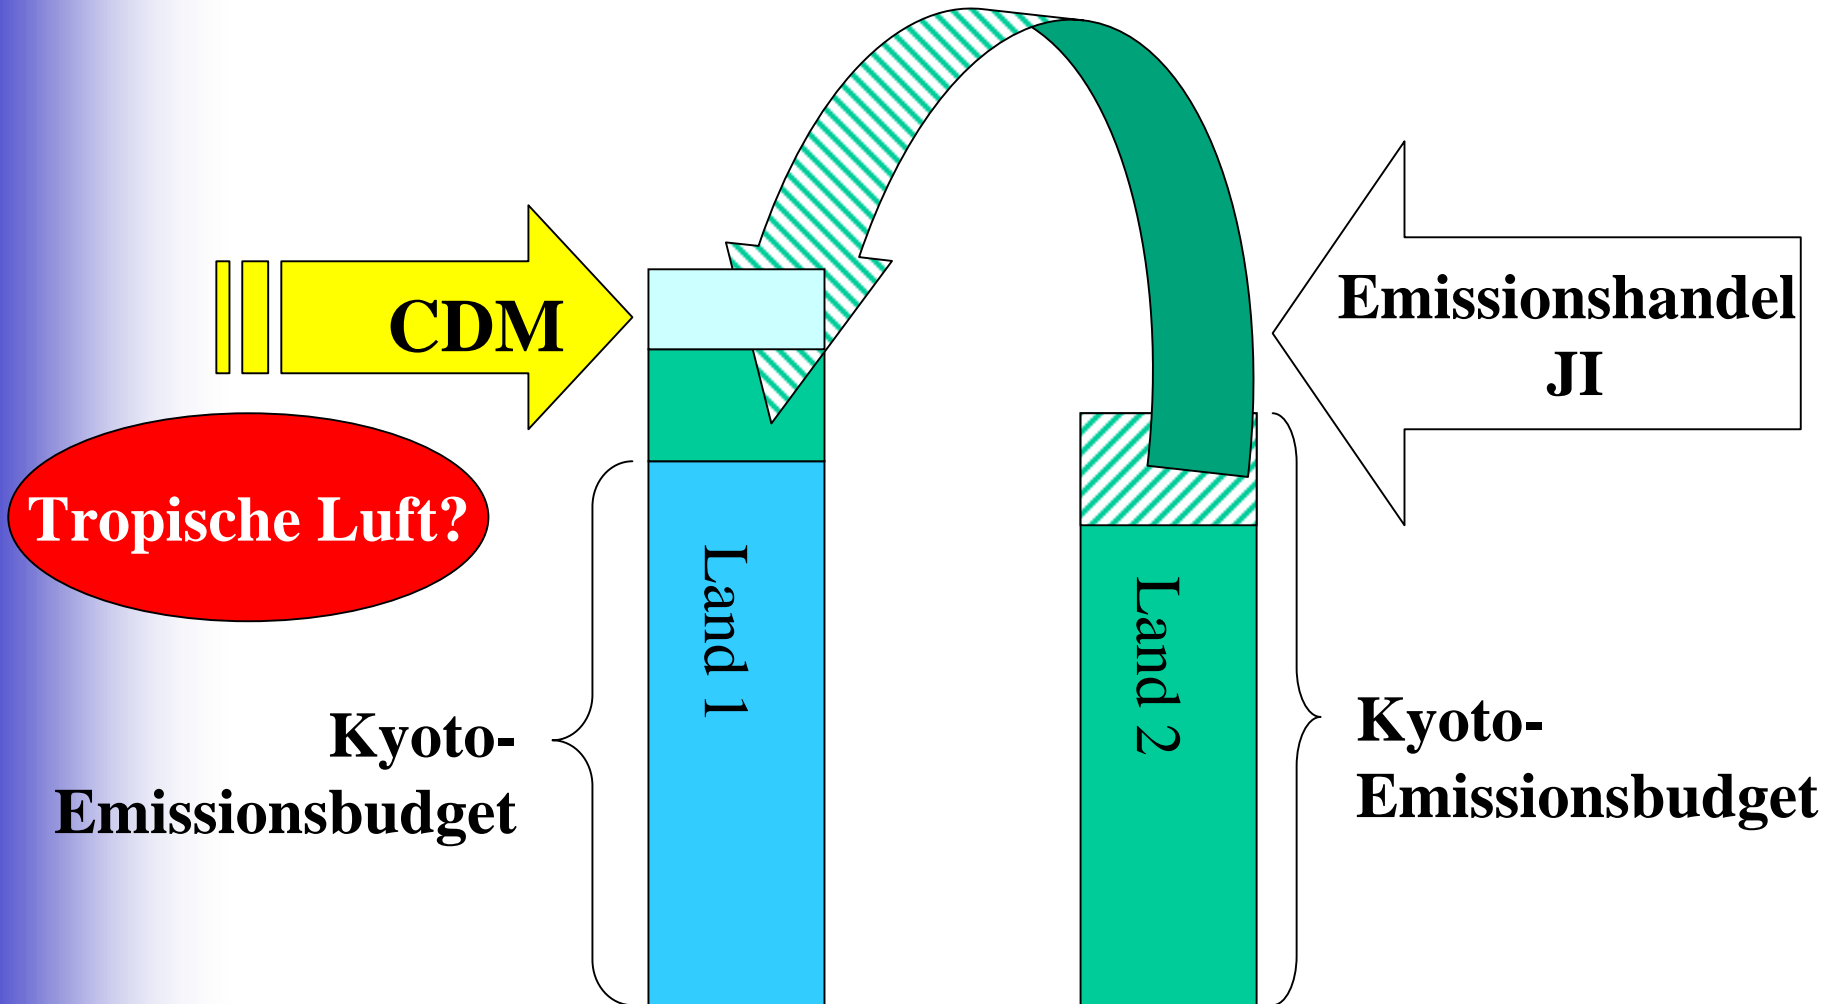 CDM
Emissionshandel
JI
Tropische Luft?
Land 1
Land 2
Kyoto-
Emissionsbudget
Kyoto-
Emissionsbudget